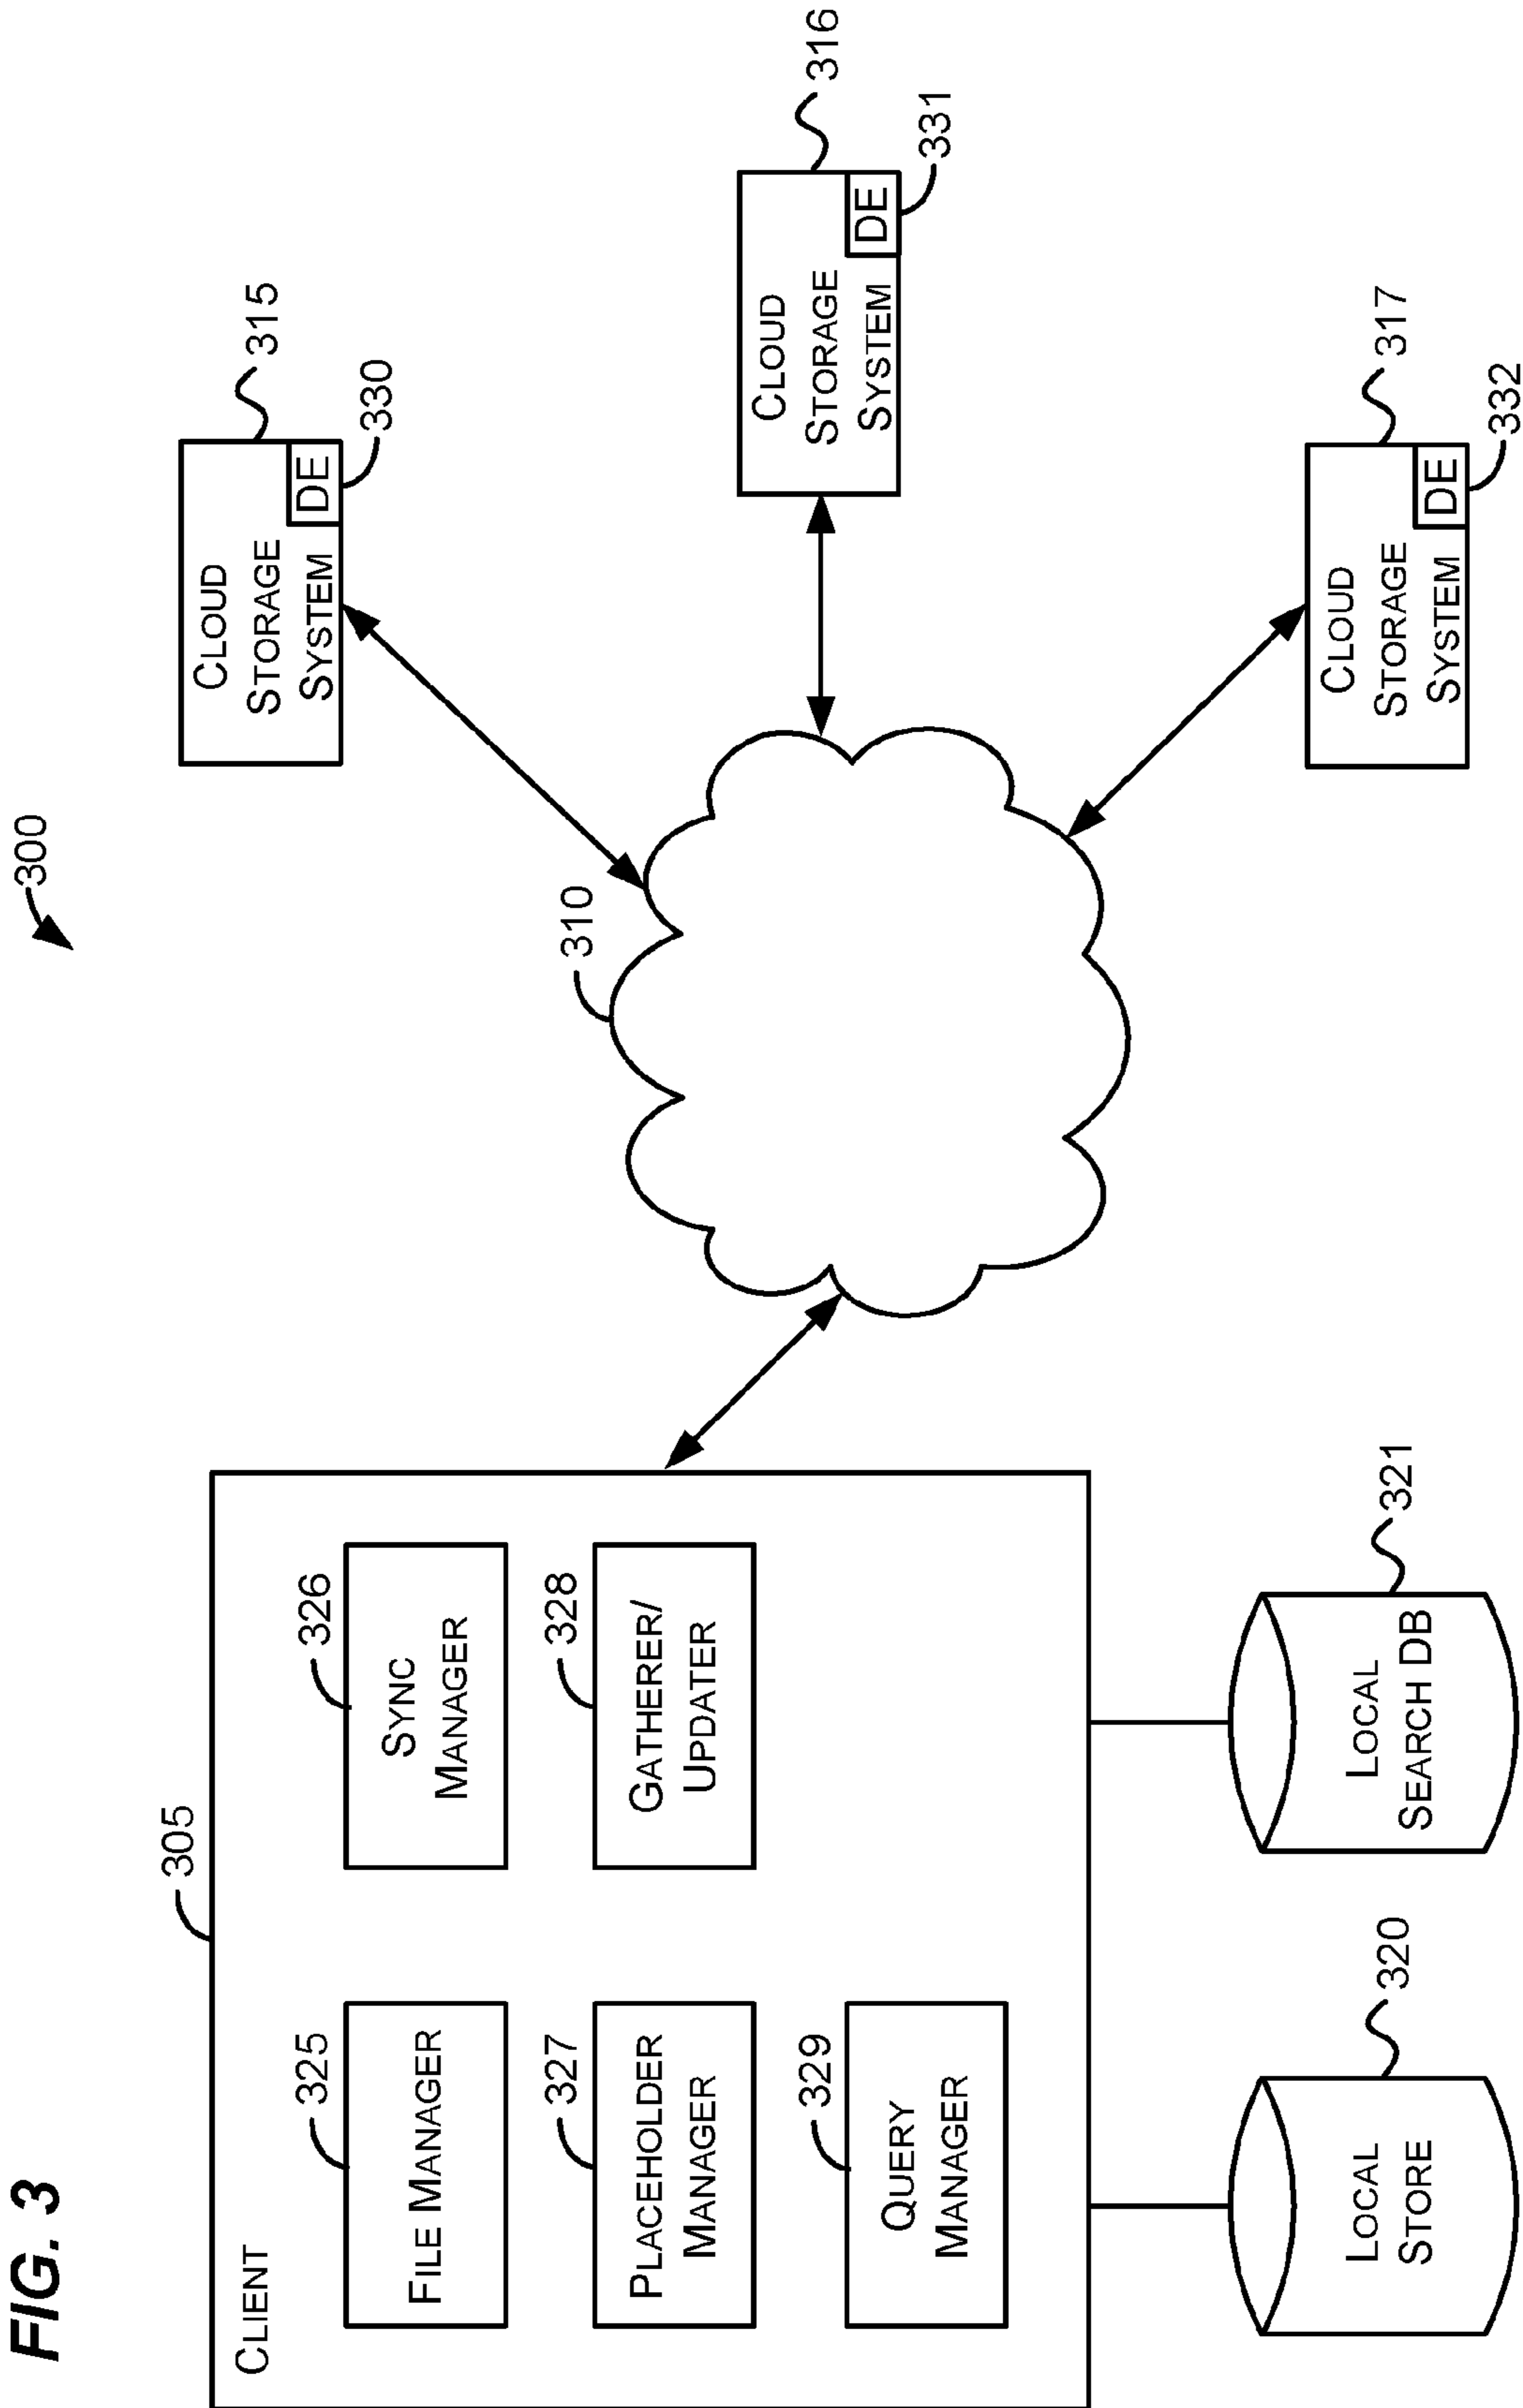 FIG. 3
300
305
CLIENT
325
FILE MANAGER
326
SYNC
MANAGER
327
PLACEHOLDER
MANAGER
328
GATHERER/
UPDATER
329
QUERY
MANAGER
LOCAL
STORE
320
LOCAL
SEARCH DB
321
310
CLOUD
STORAGE
SYSTEM
DE
315
330
CLOUD
STORAGE
SYSTEM
DE
316
331
CLOUD
STORAGE
SYSTEM
DE
317
332